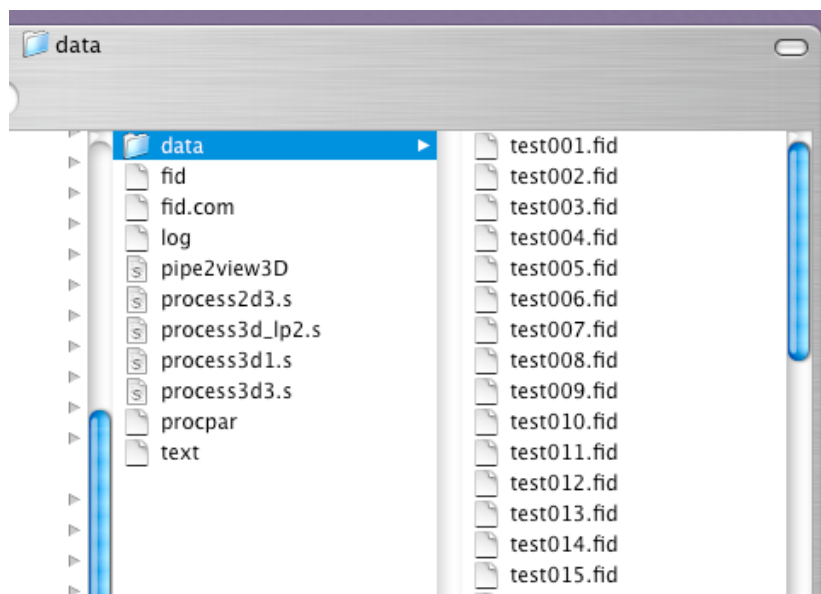 data
data
fid
fid.com
log
pipe2view3D
process2d3.s
process3d_lp2.s
process3d1.s
process3d3.s
procpar
text
test001.fid
test002.fid
test003.fid
test004.fid
test005.fid
test006.fid
test007.fid
test008.fid
test009.fid
test010.fid
test011.fid
test012.fid
test013.fid
test014.fid
test015.fid